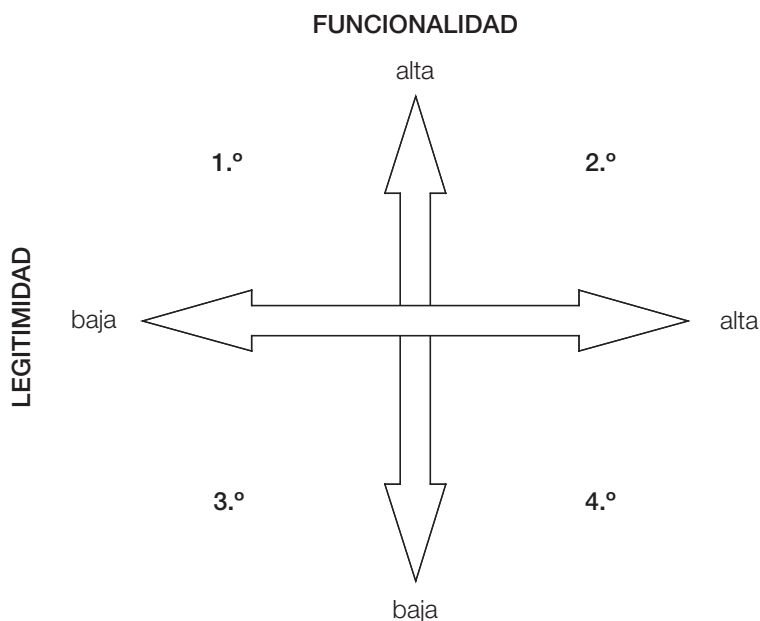 FUNCIONALIDAD
alta
1.º
2.º
LEGITIMIDAD
baja
alta
3.º
4.º
baja